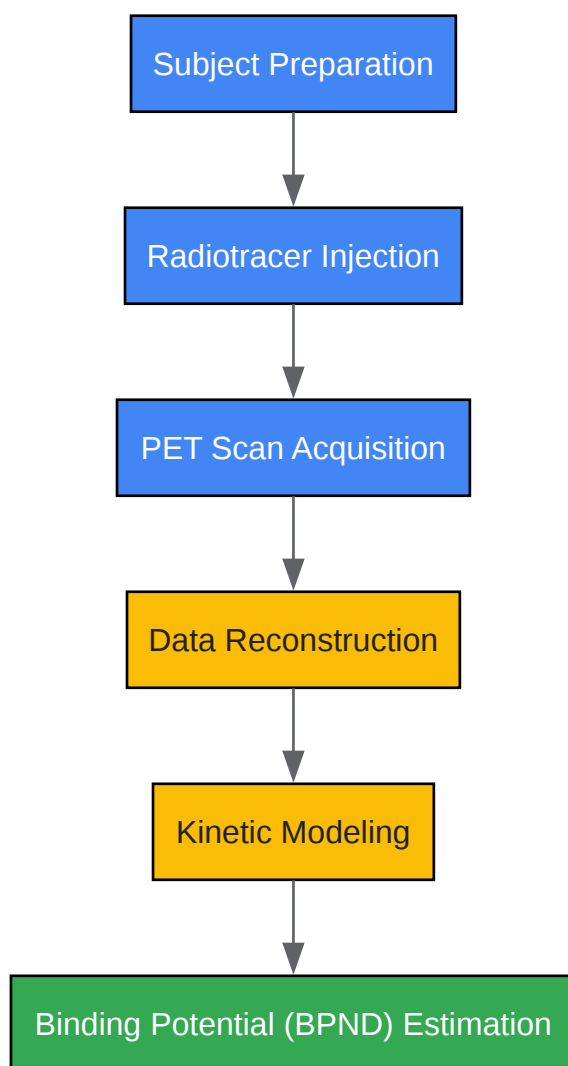 Subject Preparation
Radiotracer Injection
PET Scan Acquisition
Data Reconstruction
Kinetic Modeling
Binding Potential (BPND) Estimation